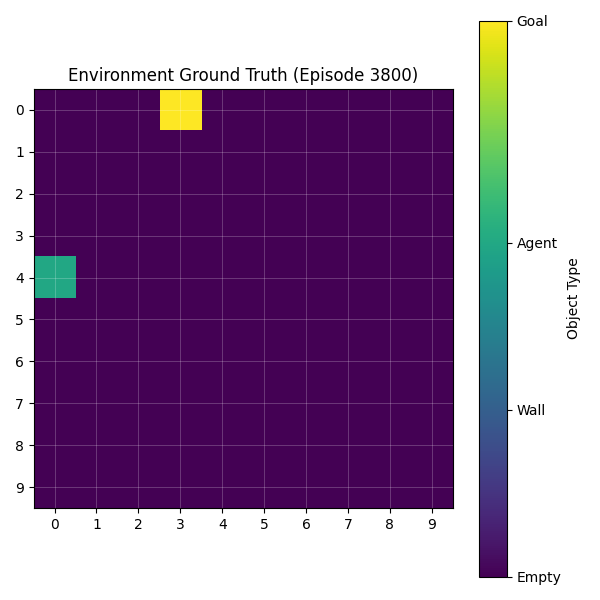 Environment Ground Truth (Episode 3800)
0
1
2
3
4
5
6
7
8
9
0 1 2 3 4 5 6 7 8 9
Goal
Agent
Wall
Empty
Object Type